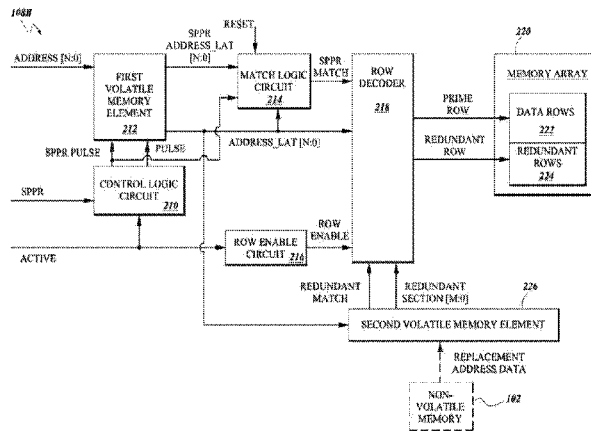 108B
ADDRESS [N:0]
FIRST
VOLATILE
MEMORY
ELEMENT
212
SPPR
ADDRESS_LAT
[N:0]
RESET
MATCH LOGIC
CIRCUIT
214
SPPR
MATCH
ROW
DECODER
218
220
MEMORY ARRAY
PRIME
ROW
DATA ROWS
222
REDUNDANT
ROW
REDUNDANT
ROWS
224
ADDRESS_LAT [N:0]
SPPR PULSE
PULSE
SPPR
CONTROL LOGIC
CIRCUIT
210
ACTIVE
ROW ENABLE
CIRCUIT 216
ROW
ENABLE
REDUNDANT
MATCH
REDUNDANT
SECTION [M:0]
226
SECOND VOLATILE MEMORY ELEMENT
REPLACEMENT
ADDRESS DATA
NON-
VOLATILE
MEMORY
102